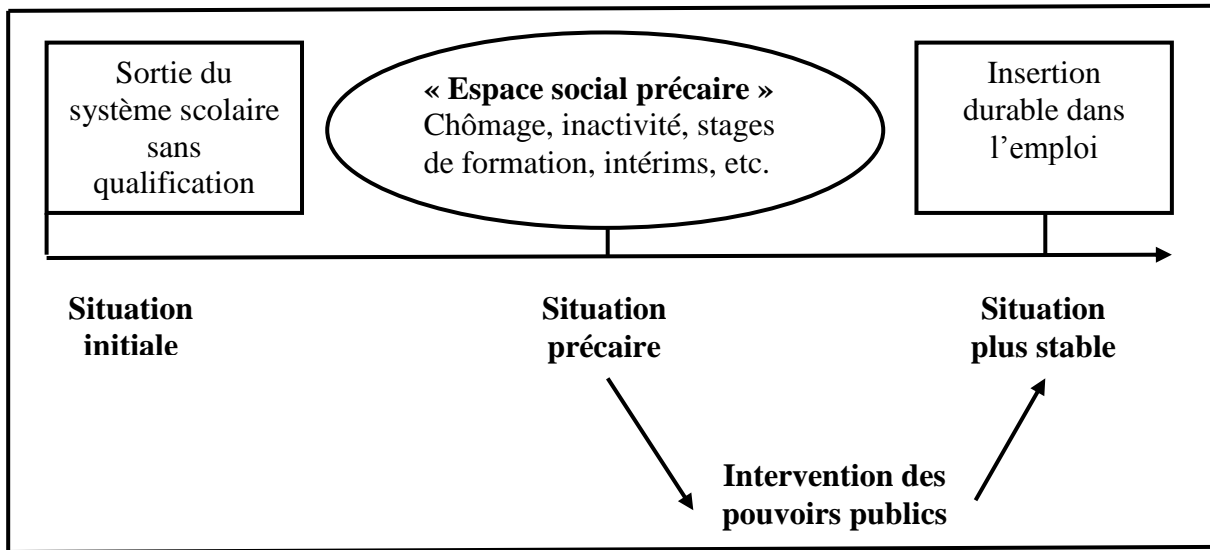 Sortie du
système scolaire
sans
qualification
« Espace social précaire »
Chômage, inactivité, stages
de formation, intérims, etc.
Insertion
durable dans
l'emploi
Situation
initiale
Situation
précaire
Situation
plus stable
Intervention des
pouvoirs publics